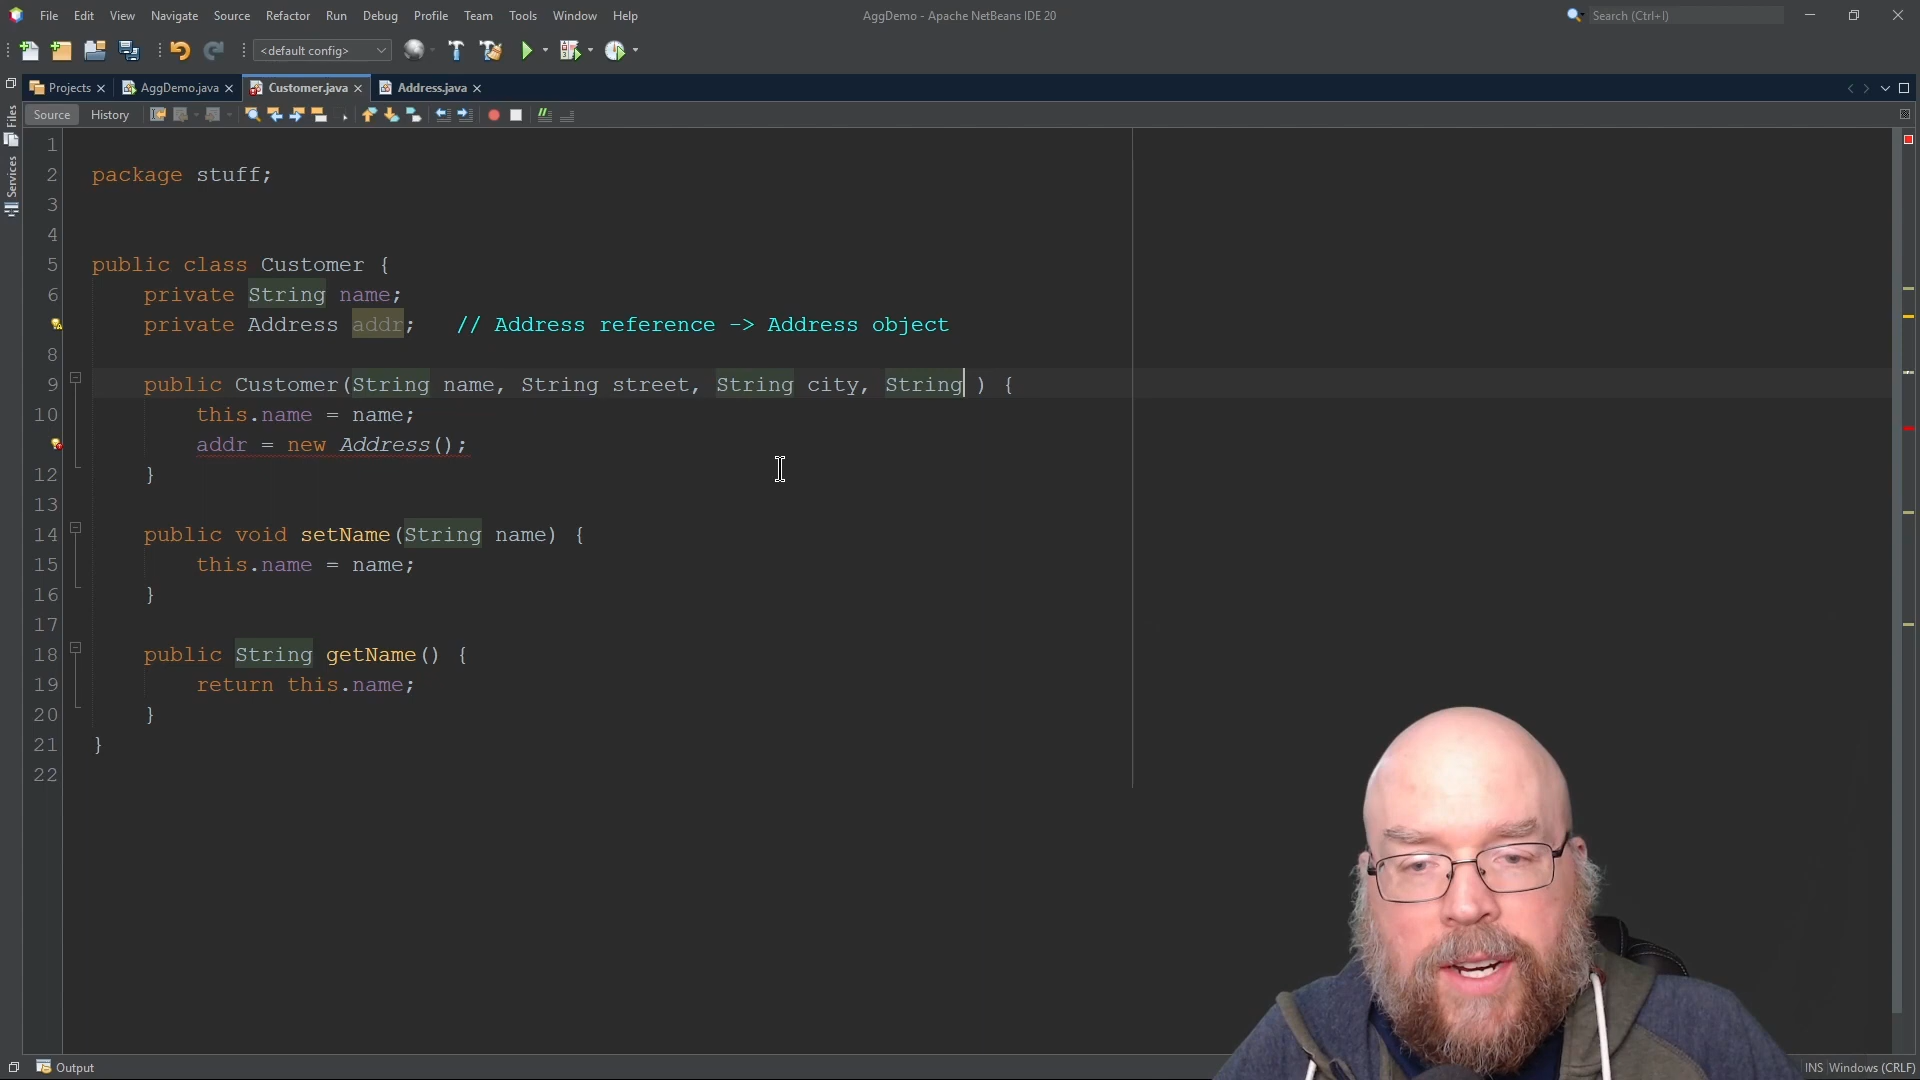 File Edit View Navigate Source Refactor Run Debug Profile Team Tools Window Help
AggDemo - Apache NetBeans IDE 20
Search (Ctrl+I)
<default config>
Projects
AggDemo.java
Customer.java
Address.java
Source
History
Files
Services
1
2 package stuff;
3
4
5 public class Customer {
6 private String name;
private Address addr; // Address reference -> Address object
8
9 public Customer(String name, String street, String city, String ) {
10 this.name = name;
addr = new Address();
12 }
13
14 public void setName(String name) {
15 this.name = name;
16 }
17
18 public String getName() {
19 return this.name;
20 }
21 }
22
Output
INS Windows (CRLF)